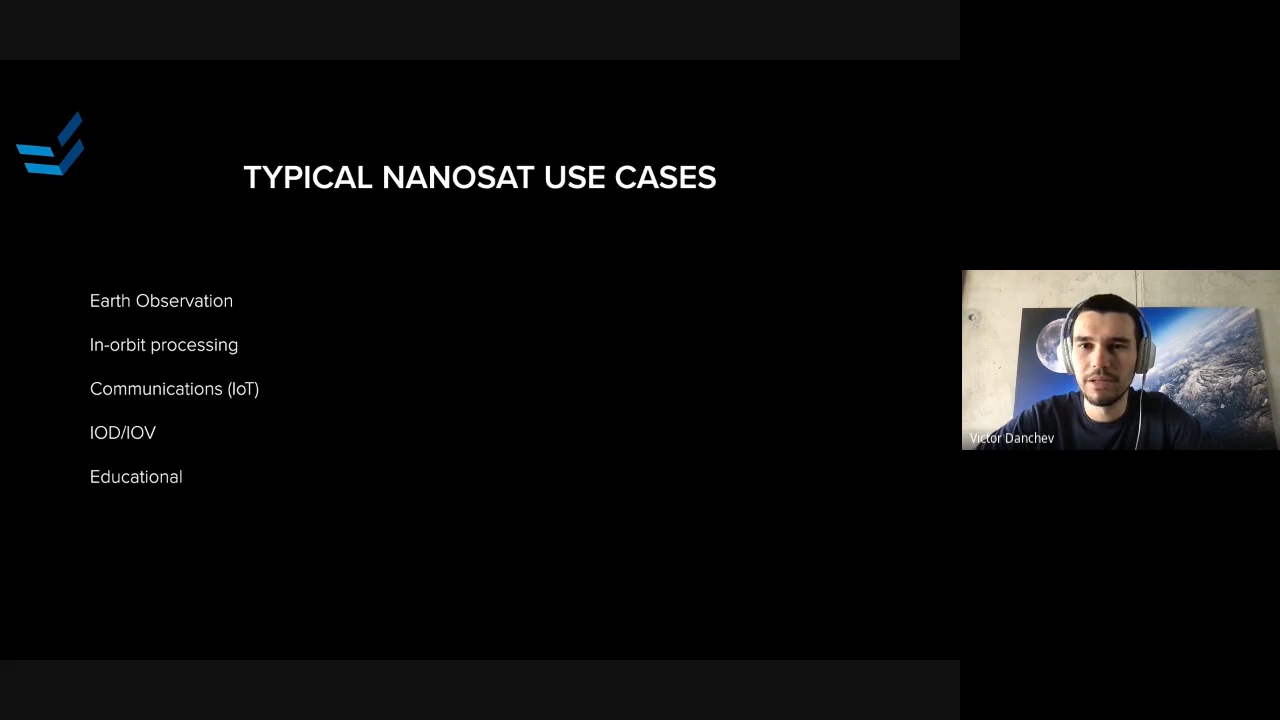 TYPICAL NANOSAT USE CASES
Earth Observation
In-orbit processing
Communications (IoT)
IOD/IOV
Educational
Victor Danchev